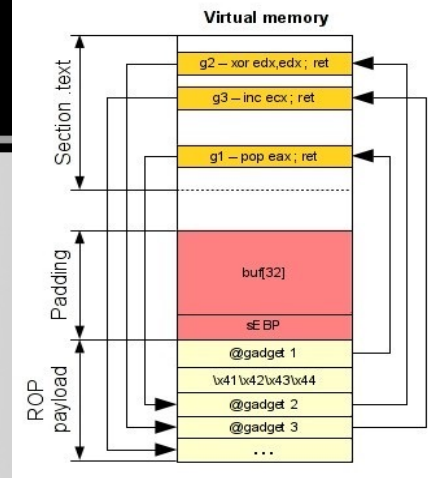 Virtual memory
Section .text
g2 – xor edx,edx ; ret
g3 – inc ecx ; ret
g1 – pop eax ; ret
Padding
buf[32]
sEBP
ROP
payload
@gadget 1
\x41\x42\x43\x44
@gadget 2
@gadget 3
...